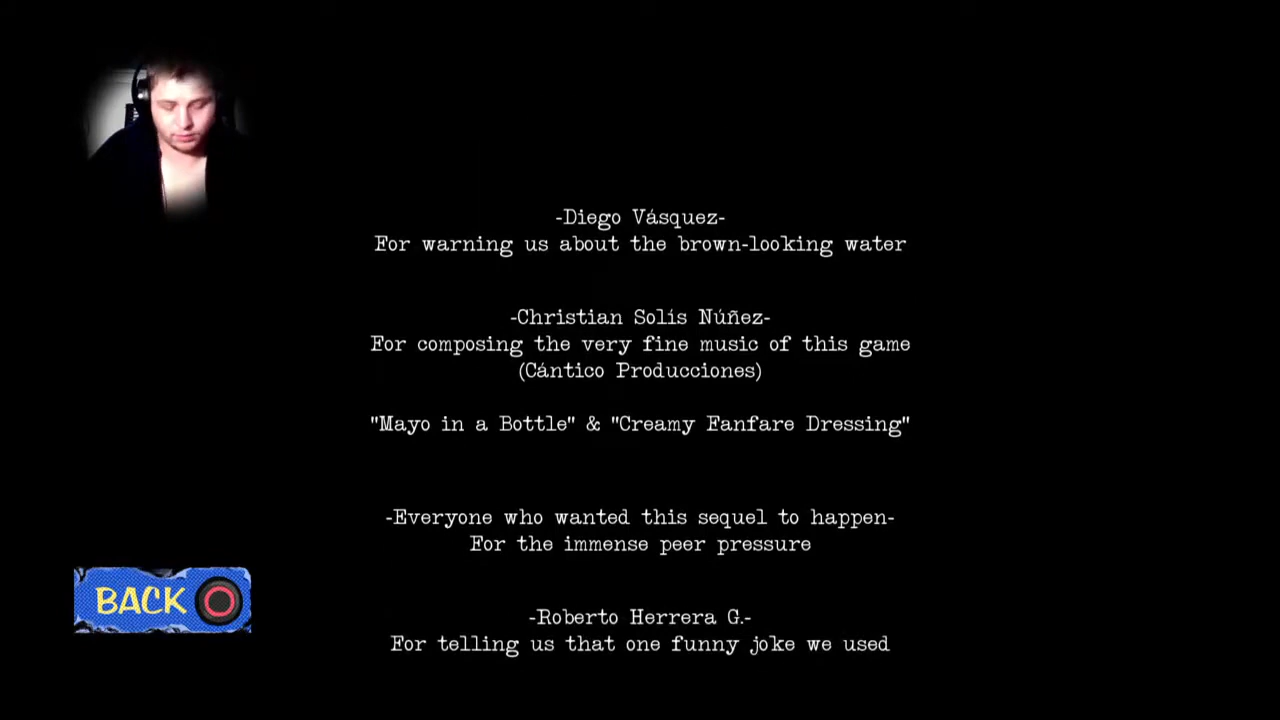 -Diego Vásquez-
For warning us about the brown-looking water
-Christian Solís Núñez-
For composing the very fine music of this game
(Cántico Producciones)
"Mayo in a Bottle" & "Creamy Fanfare Dressing"
-Everyone who wanted this sequel to happen-
For the immense peer pressure
BACK
-Roberto Herrera G.-
For telling us that one funny joke we used